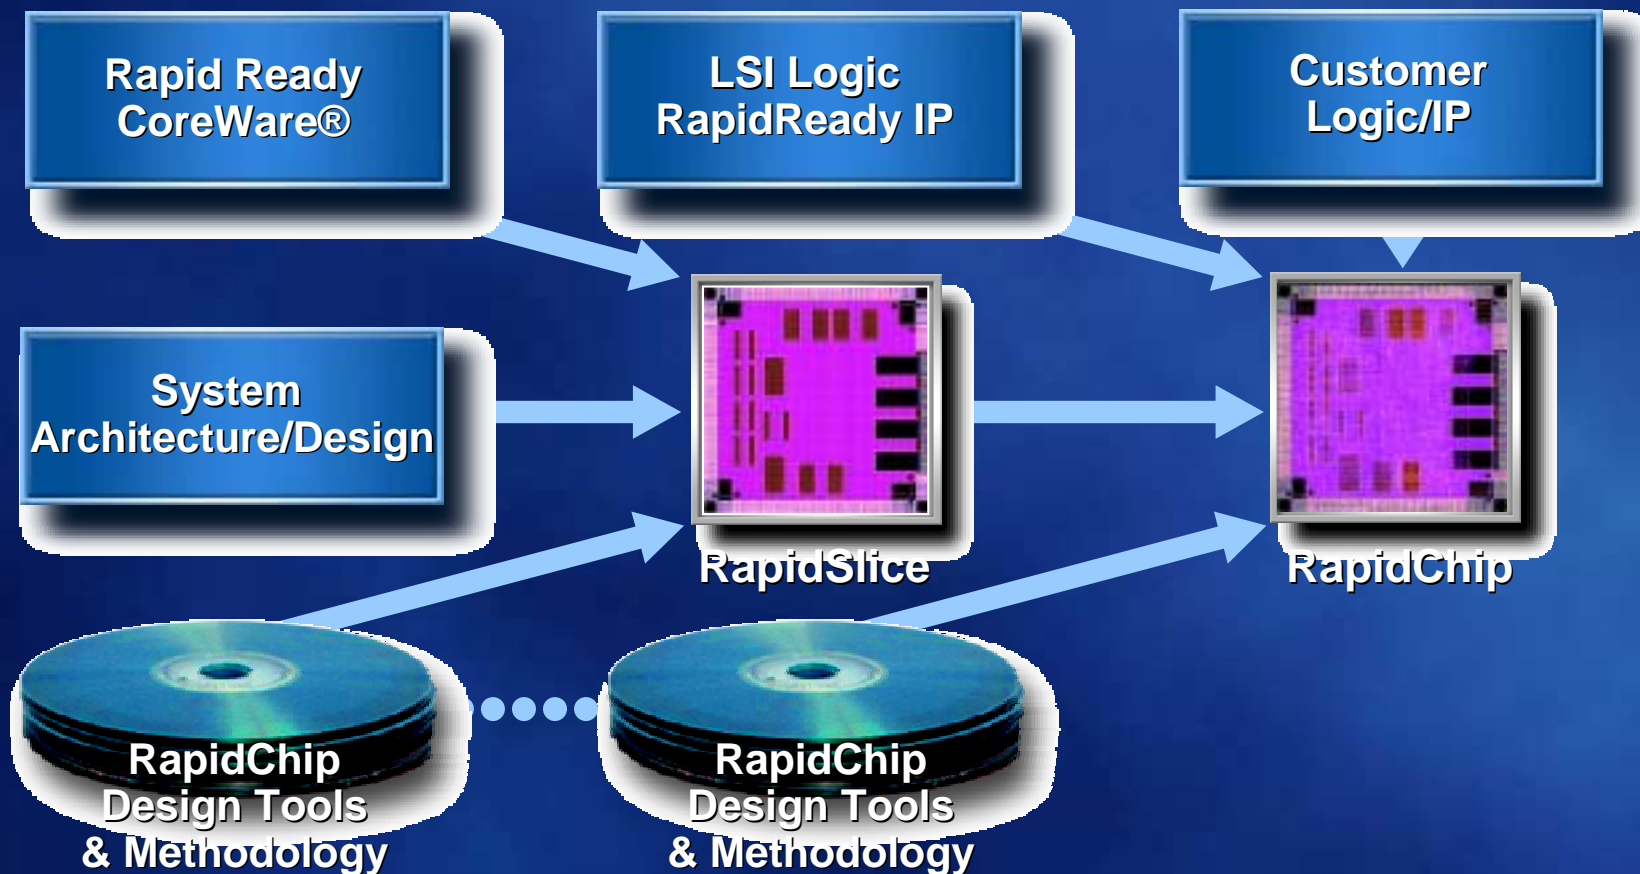 Rapid Ready
CoreWare®
LSI Logic
RapidReady IP
Customer
Logic/IP
System
Architecture/Design
RapidSlice
RapidChip
RapidChip
Design Tools
& Methodology
RapidChip
Design Tools
& Methodology